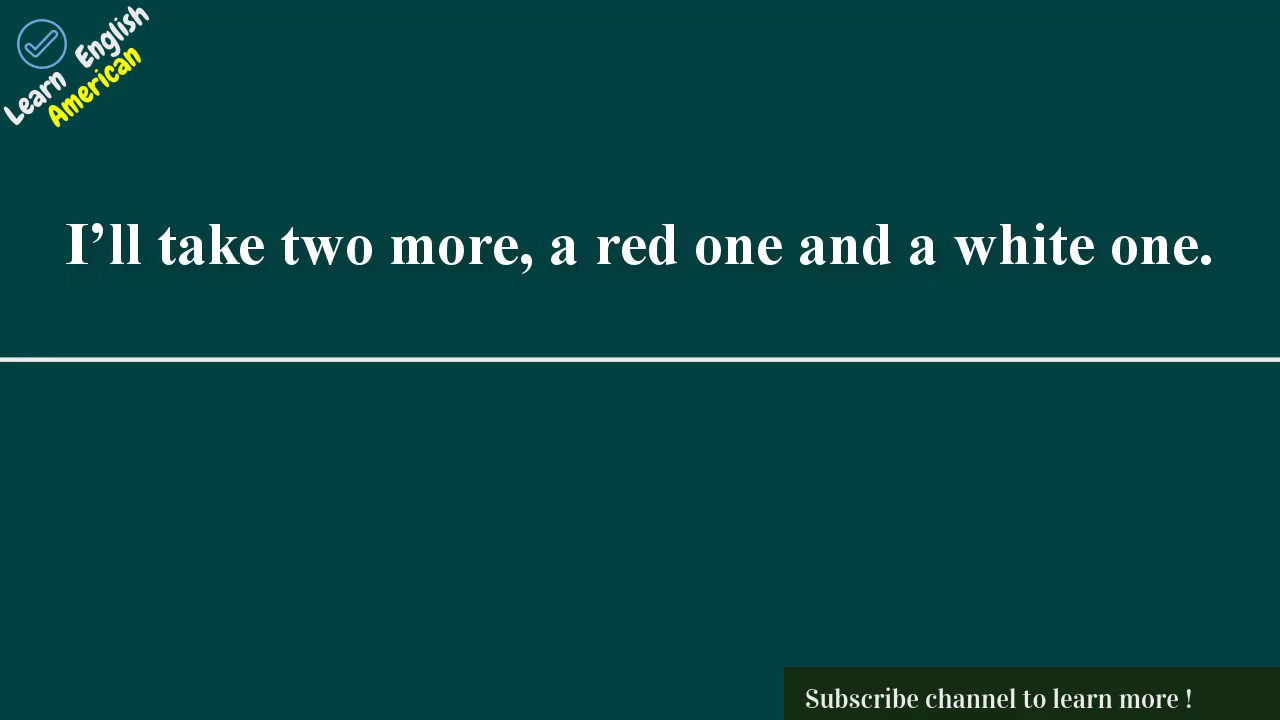 Learn English
American
I’ll take two more, a red one and a white one.
Subscribe channel to learn more !